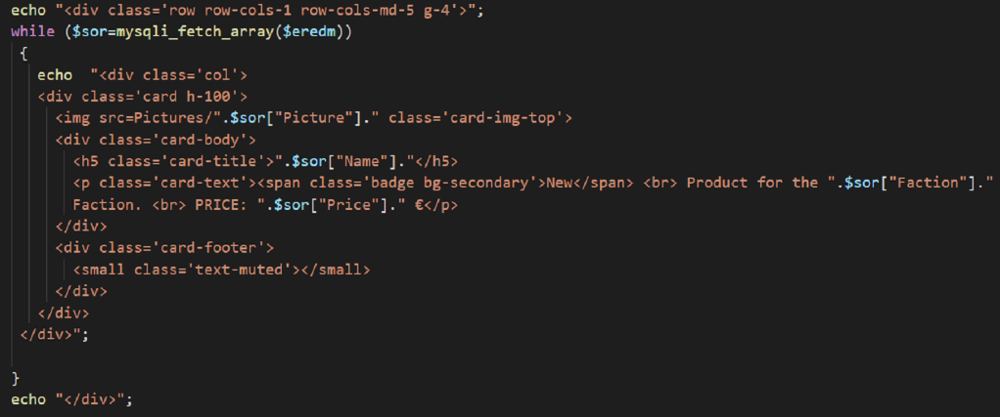 echo "<div class='row row-cols-1 row-cols-md-5 g-4'>";
while ($sor=mysqli_fetch_array($eredm))
{
echo  "<div class='col'>
<div class='card h-100'>
<img src=Pictures/".$sor["Picture"]." class='card-img-top'>
<div class='card-body'>
<h5 class='card-title'>".$sor["Name"]."</h5>
<p class='card-text'><span class='badge bg-secondary'>New</span> <br> Product for the ".$sor["Faction"]."
Faction. <br> PRICE: ".$sor["Price"]." €</p>
</div>
<div class='card-footer'>
<small class='text-muted'></small>
</div>
</div>
</div>";
}
echo "</div>";